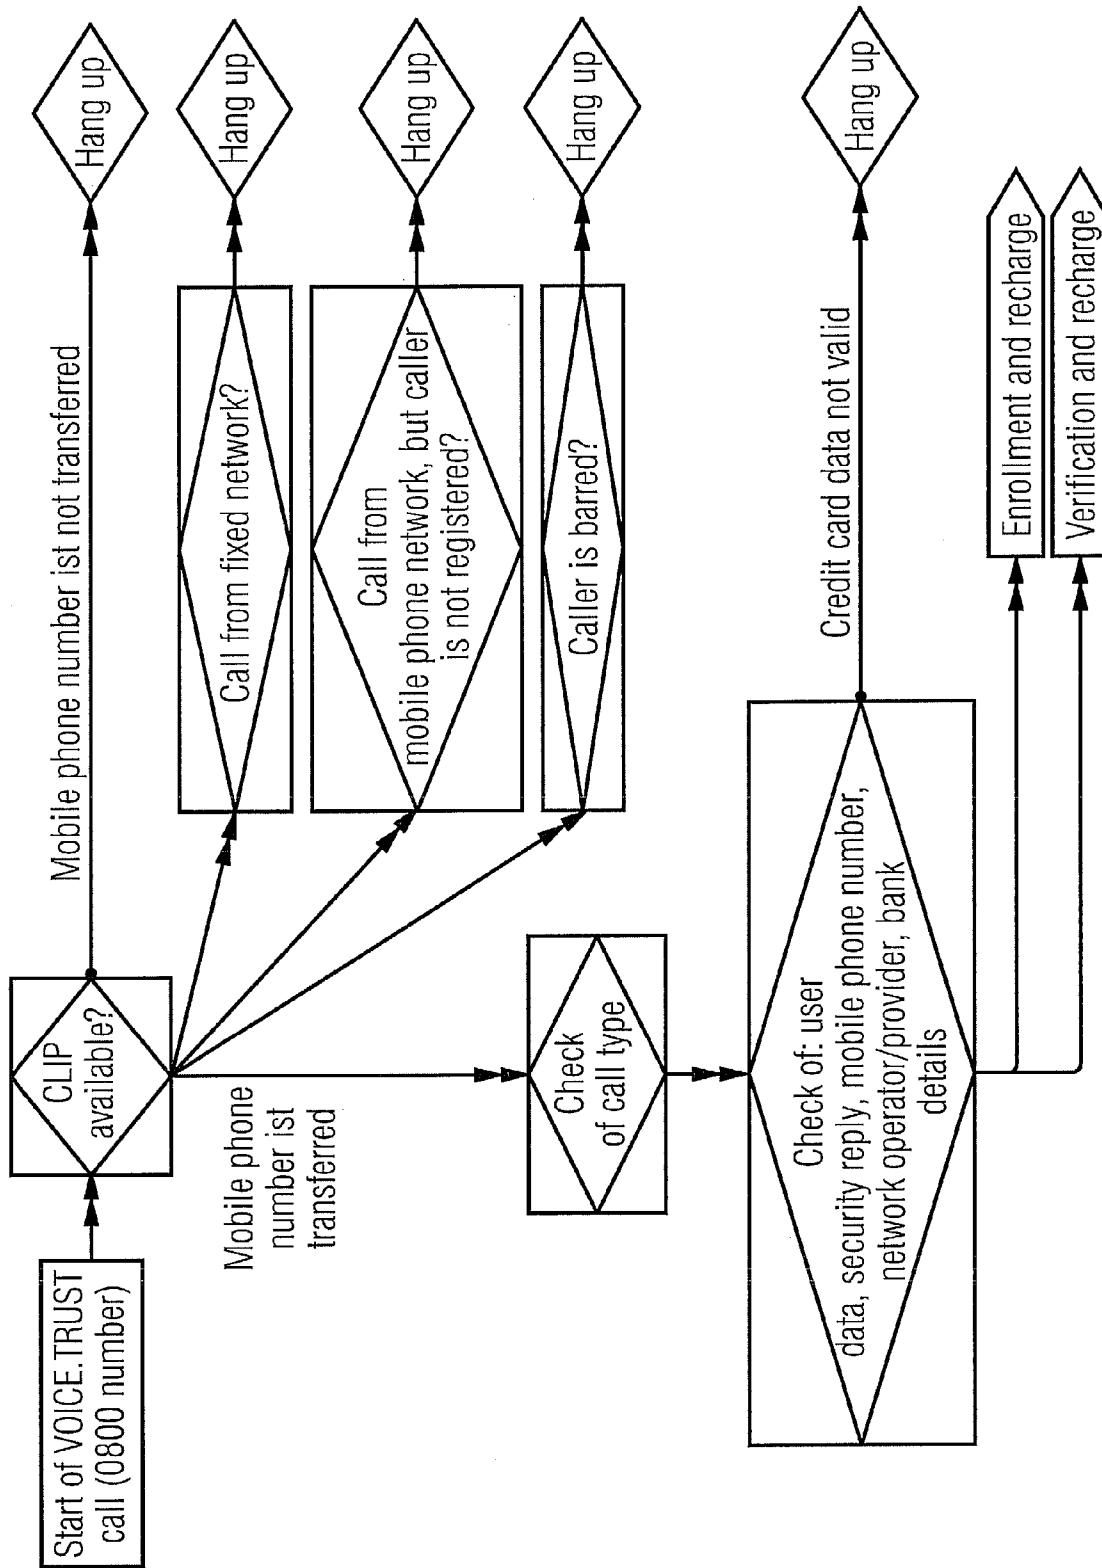 Start of VOICE.TRUST
call (0800 number)
CLIP
available?
Mobile phone number ist not transferred
Hang up
Call from fixed network?
Hang up
Call from
mobile phone network, but caller
is not registered?
Hang up
Caller is barred?
Hang up
Mobile phone
number ist
transferred
Check
of call type
Check of: user
data, security reply, mobile phone number,
network operator/provider, bank
details
Credit card data not valid
Hang up
Enrollment and recharge
Verification and recharge